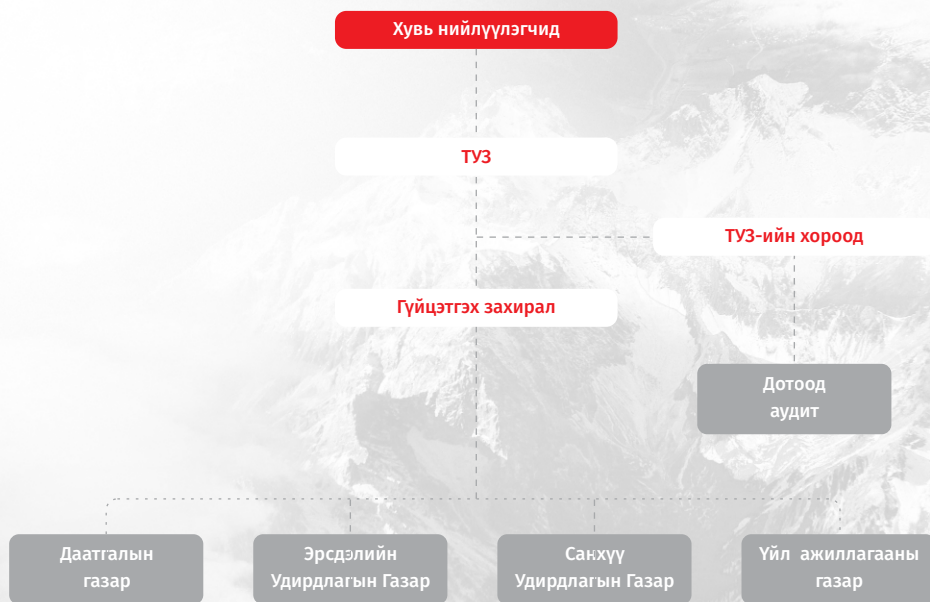 Хувь нийлүүлэгчид
ТУЗ
ТУЗ-ийн хороод
Гүйцэтгэх захирал
Дотоод
аудит
Даатгалын
газар
Эрсдэлийн
Удирдлагын Газар
Санхүү
Удирдлагын Газар
Үйл ажиллагааны
газар